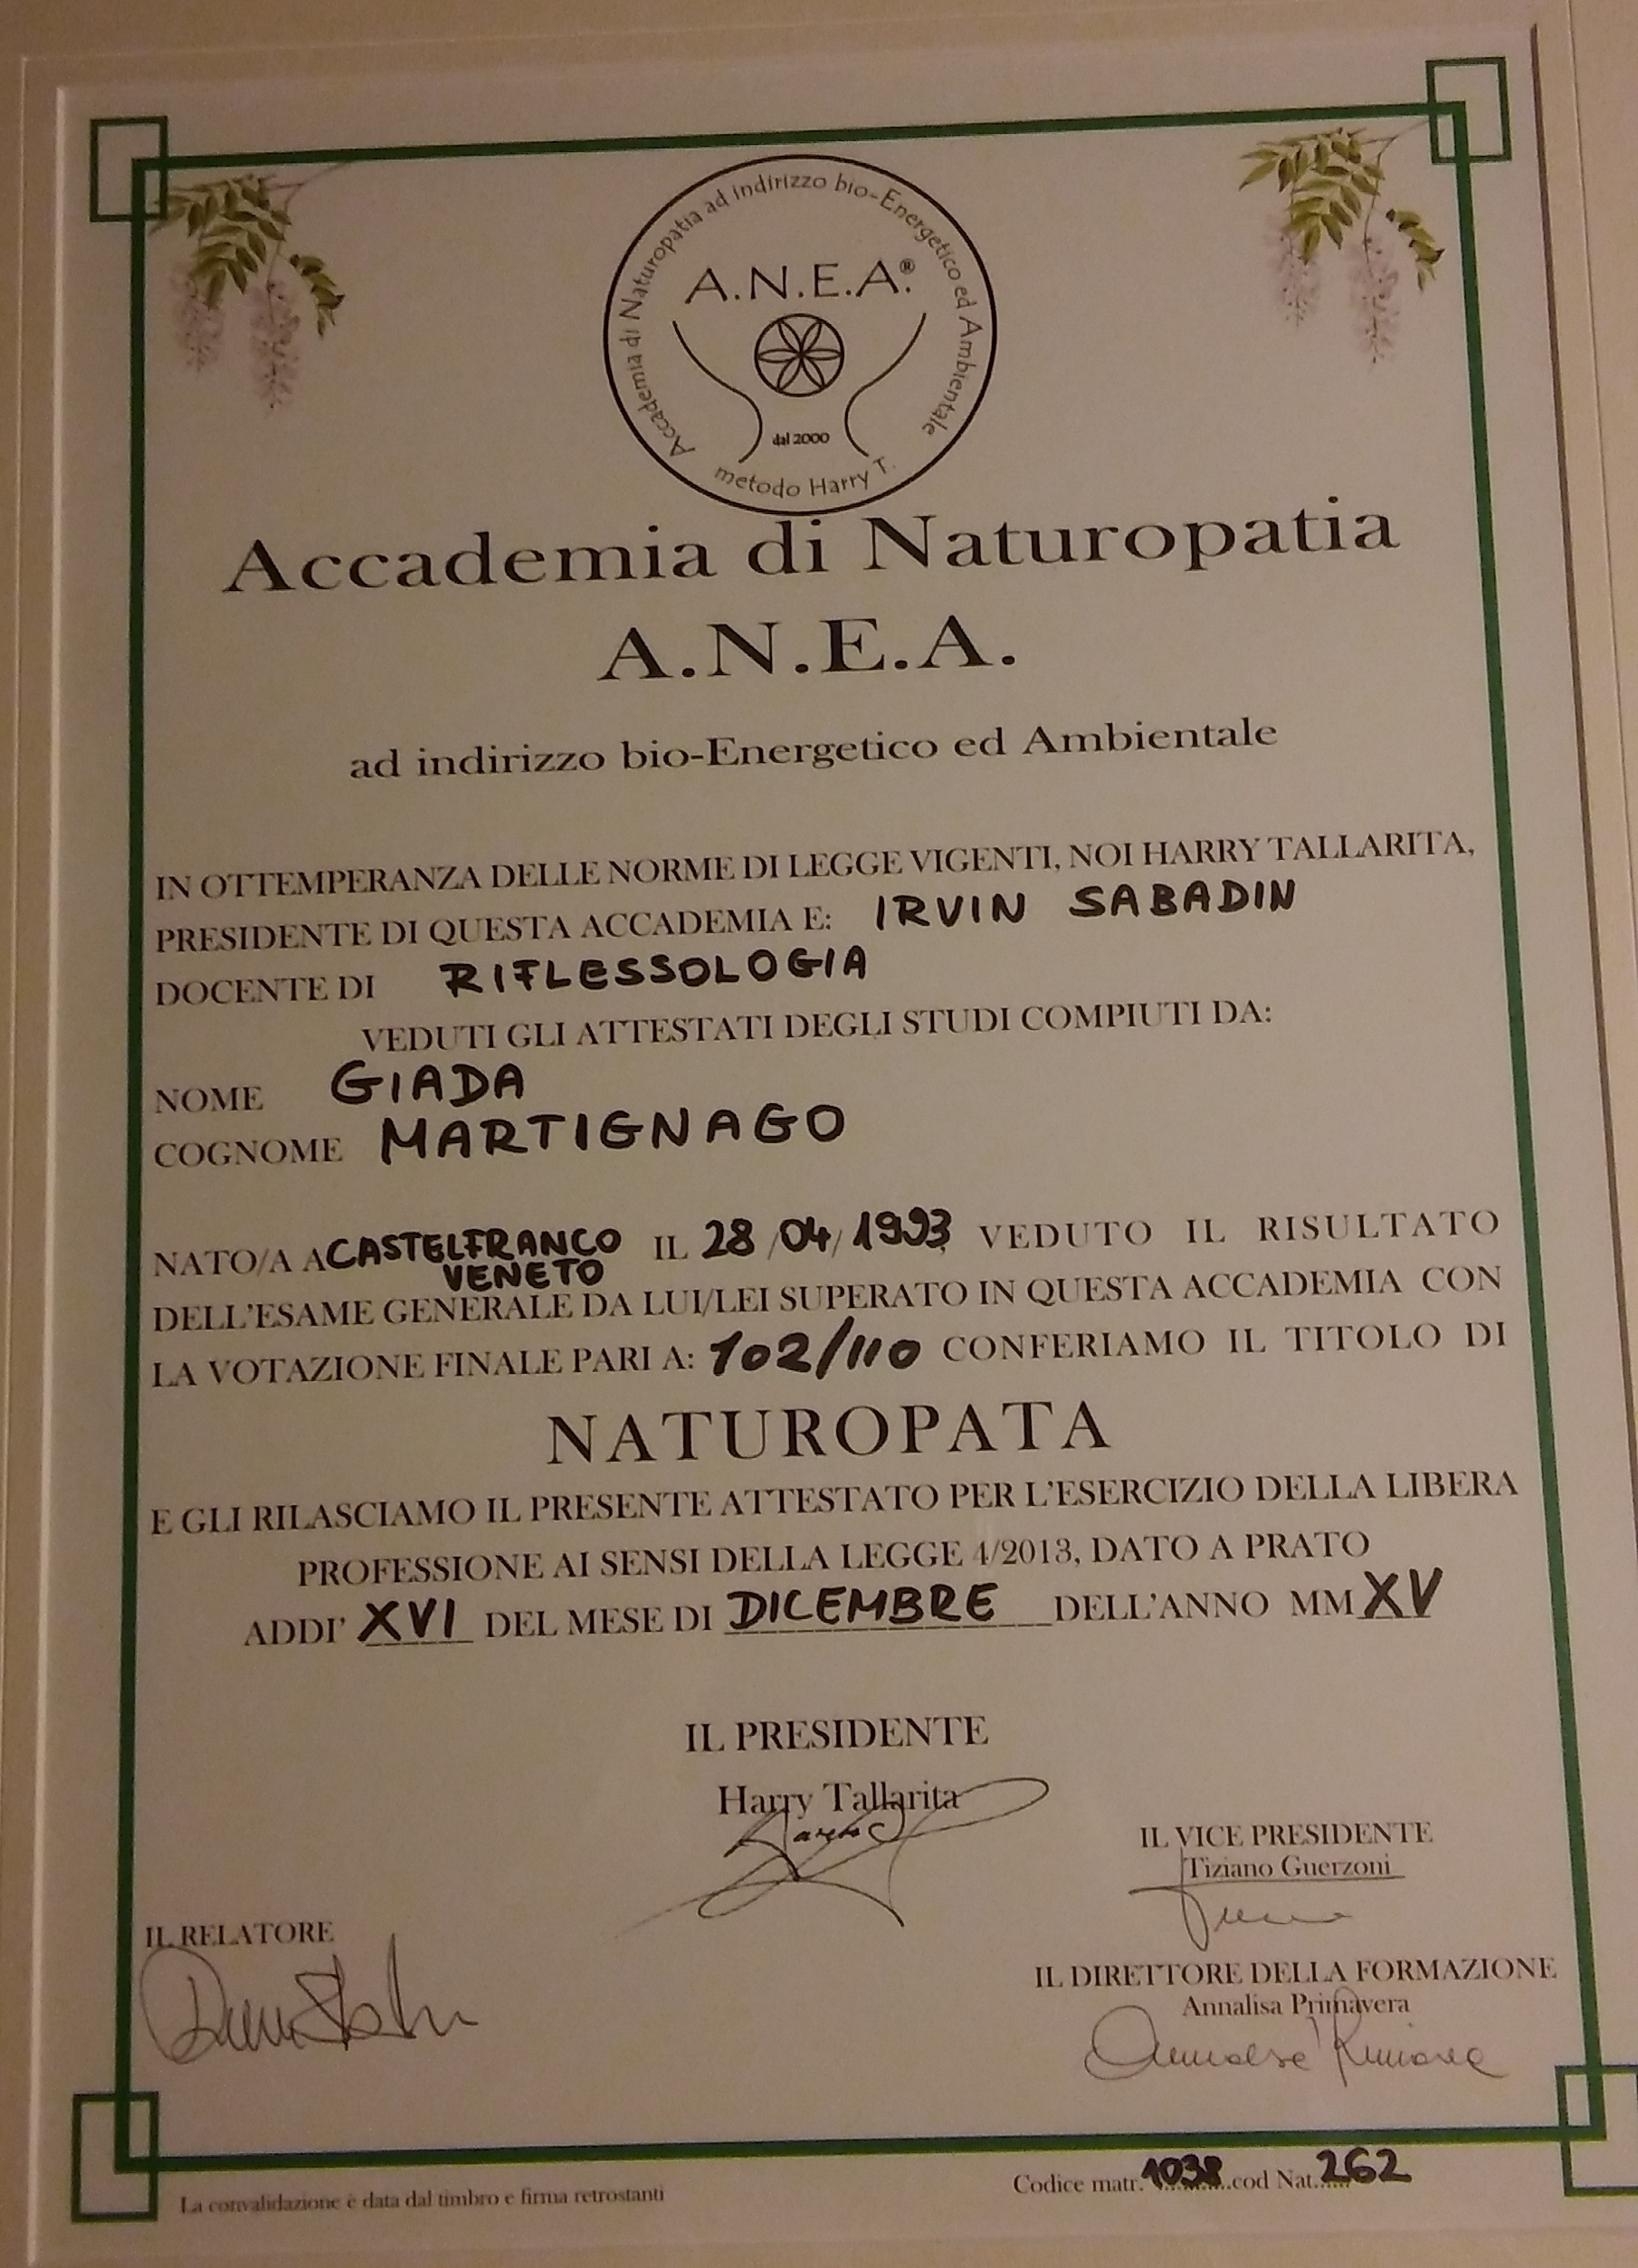 Accademia di Naturopatia ad indirizzo bio-Energetico ed Ambientale
A.N.E.A.®
dal 2000
metodo Harry T.
Accademia di Naturopatia
A.N.E.A.
ad indirizzo bio-Energetico ed Ambientale
IN OTTEMPERANZA DELLE NORME DI LEGGE VIGENTI, NOI HARRY TALLARITA,
PRESIDENTE DI QUESTA ACCADEMIA E: IRVIN SABADIN
DOCENTE DI RIFLESSOLOGIA
VEDUTI GLI ATTESTATI DEGLI STUDI COMPIUTI DA:
NOME GIADA
COGNOME MARTIGNAGO
NATO/A A CASTELFRANCO VENETO IL 28/04/1993 VEDUTO IL RISULTATO
DELL'ESAME GENERALE DA LUI/LEI SUPERATO IN QUESTA ACCADEMIA CON
LA VOTAZIONE FINALE PARI A: 102/110 CONFERIAMO IL TITOLO DI
NATUROPATA
E GLI RILASCIAMO IL PRESENTE ATTESTATO PER L'ESERCIZIO DELLA LIBERA
PROFESSIONE AI SENSI DELLA LEGGE 4/2013, DATO A PRATO
ADDI' XVI DEL MESE DI DICEMBRE DELL'ANNO MM XV
IL PRESIDENTE
Harry Tallarita
IL VICE PRESIDENTE
Tiziano Guerzoni
IL RELATORE
IL DIRETTORE DELLA FORMAZIONE
Annalisa Primavera
Annalisa Primavera
Codice matr. 1038 cod Nat. 262
La convalidazione è data dal timbro e firma retrostanti